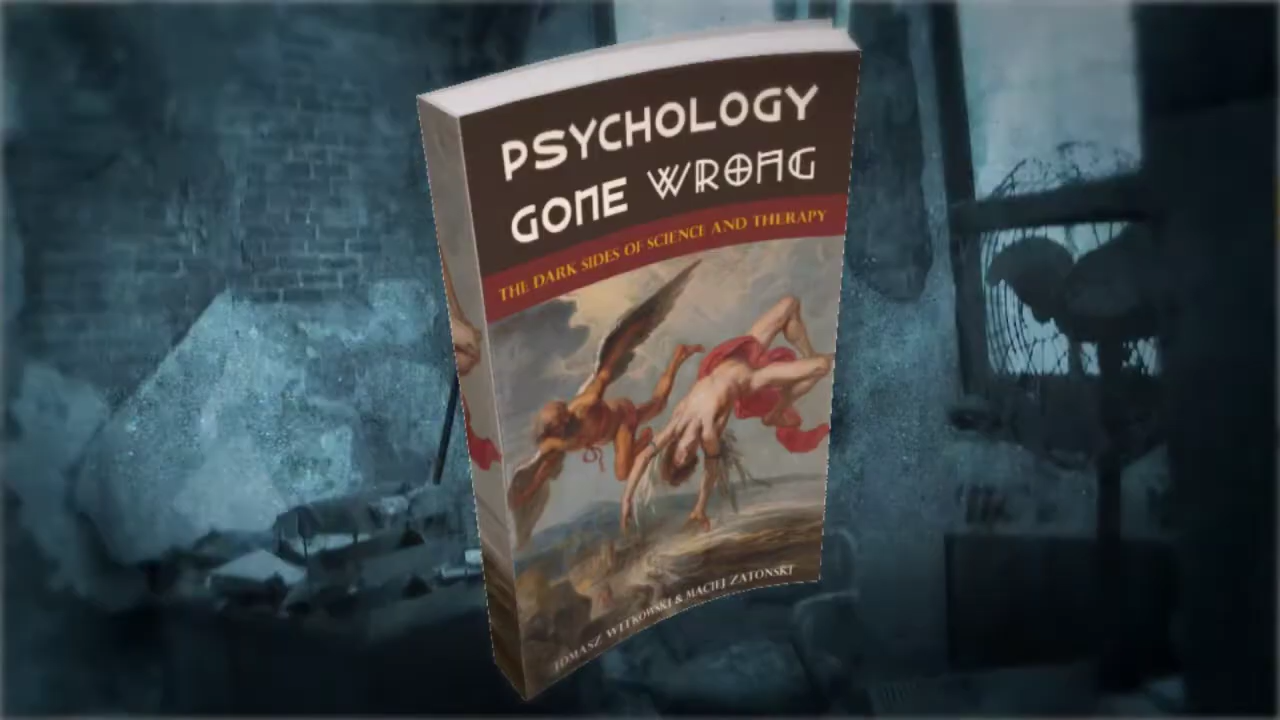 PSYCHOLOGY
GONE WRONG
THE DARK SIDES OF SCIENCE AND THERAPY
TOMASZ WITKOWSKI & MACIEJ ZATONSKI